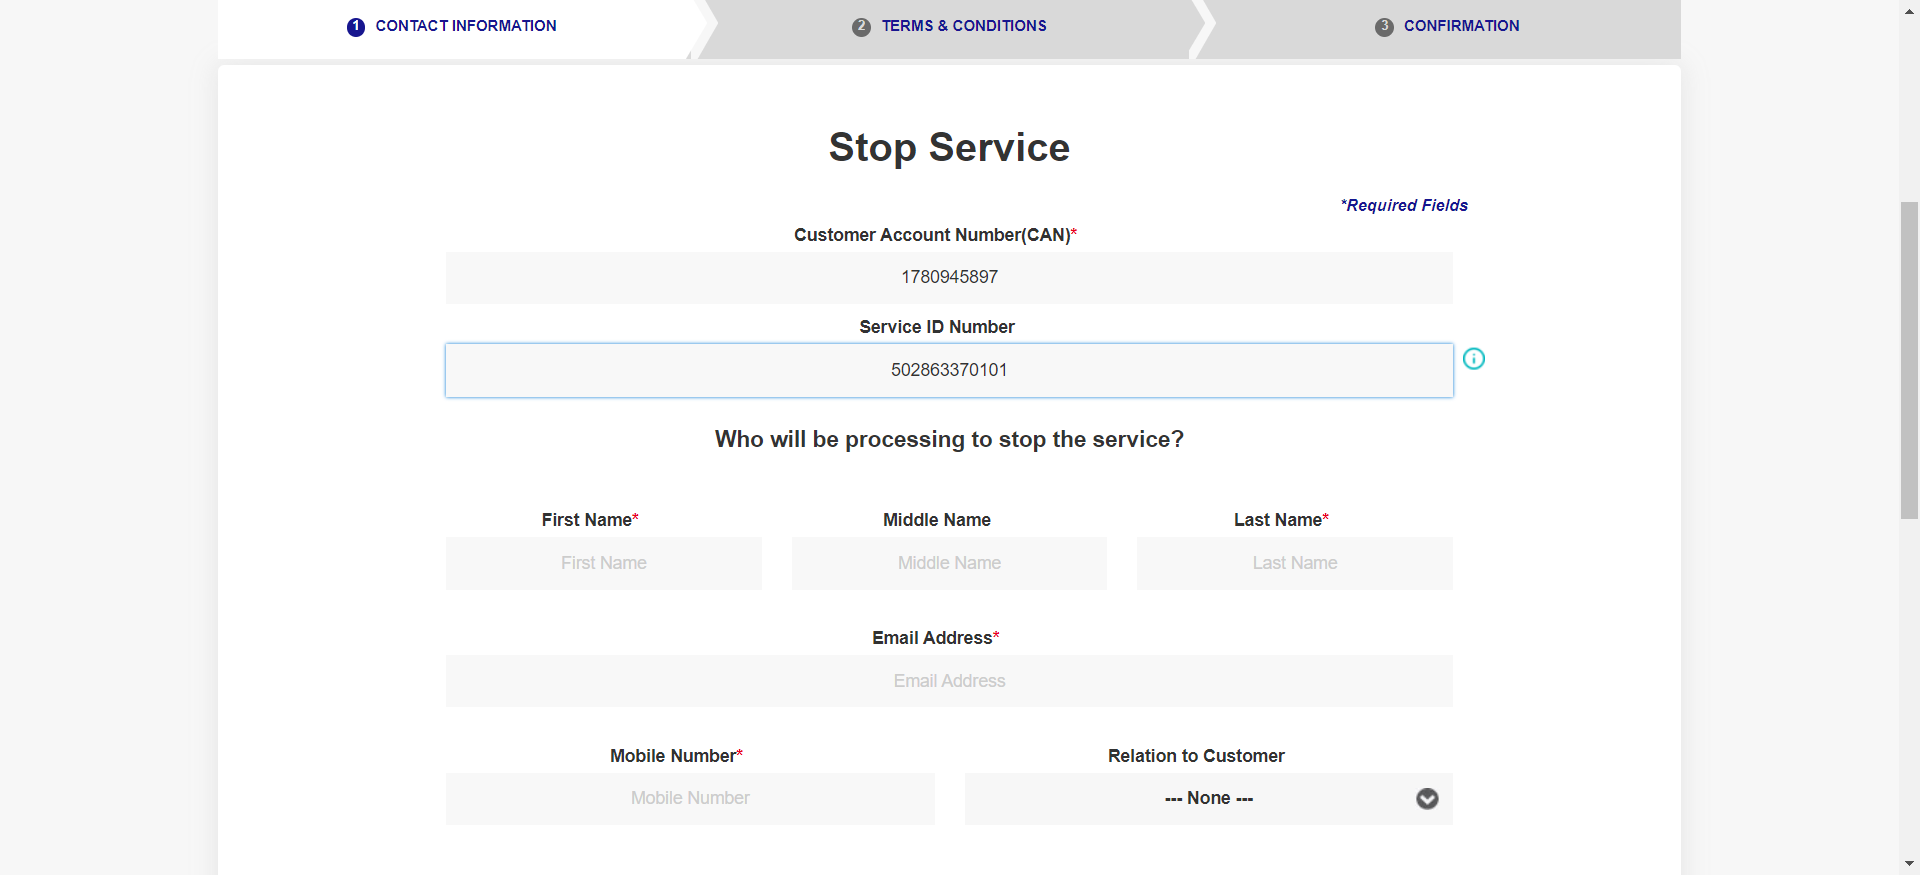 1 CONTACT INFORMATION
2 TERMS & CONDITIONS
3 CONFIRMATION
Stop Service
*Required Fields
Customer Account Number(CAN)*
1780945897
Service ID Number
502863370101
Who will be processing to stop the service?
First Name*
Middle Name
Last Name*
First Name
Middle Name
Last Name
Email Address*
Email Address
Mobile Number*
Relation to Customer
Mobile Number
--- None ---